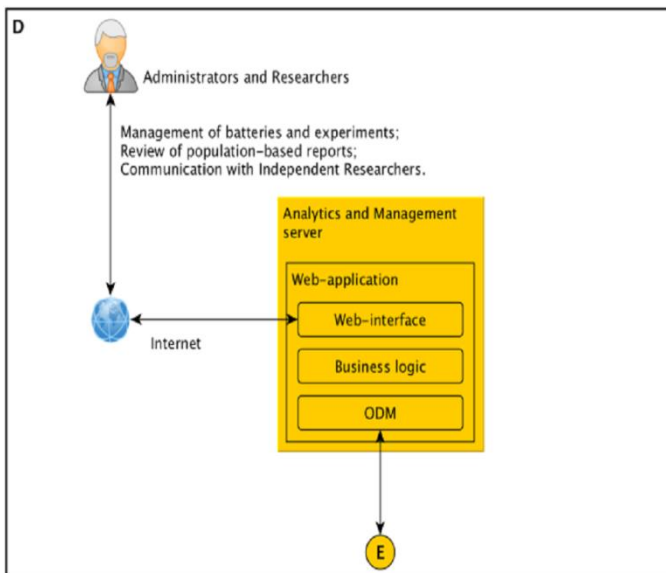 D
Administrators and Researchers
Management of batteries and experiments;
Review of population-based reports;
Communication with Independent Researchers.
Analytics and Management
server
Web-application
Web-interface
Internet
Business logic
ODM
E